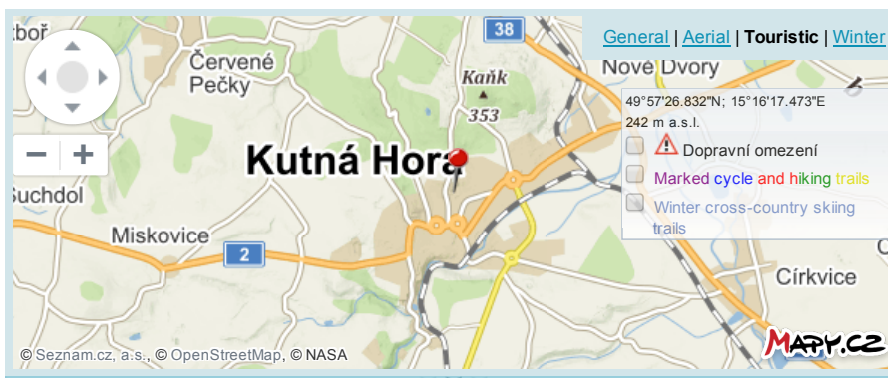 boř
38
General | Aerial | Touristic | Winter
Červené
Pečky
Kaňk
353
Nové Dvory
49°57'26.832"N; 15°16'17.473"E
242 m a.s.l.
Dopravní omezení
Marked cycle and hiking trails
Winter cross-country skiing
trails
Kutná Hora
Suchdol
Miskovice
2
Církvice
© Seznam.cz, a.s., © OpenStreetMap, © NASA
MAPY.CZ